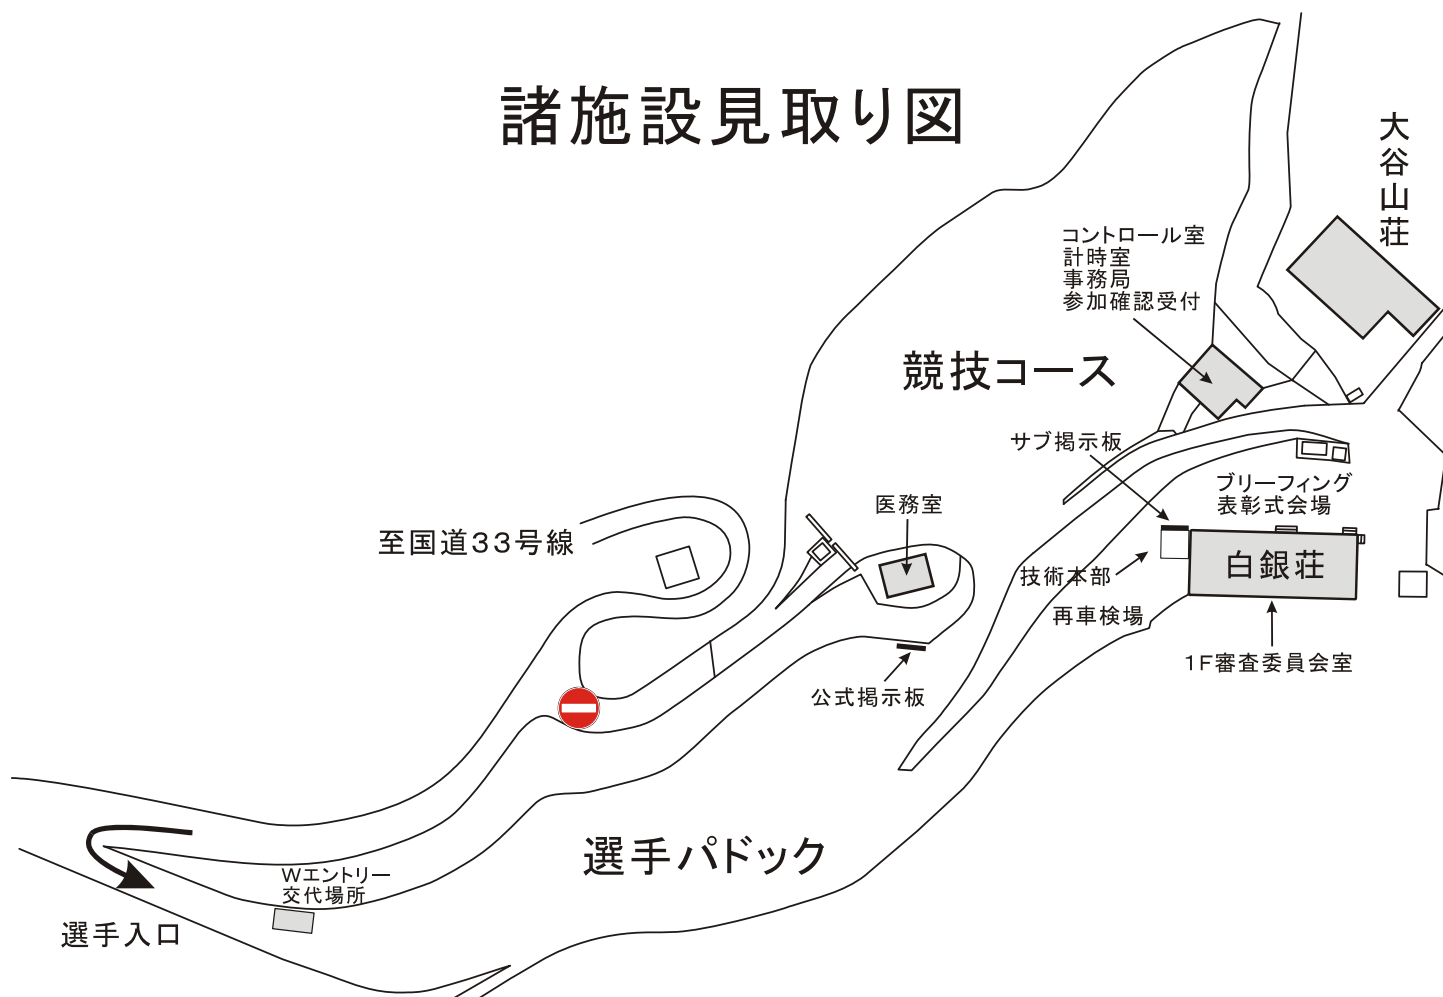 諸施設見取り図
大谷山荘
コントロール室
計時室
事務局
参加確認受付
競技コース
サブ掲示板
ブリーフィング
表彰式会場
医務室
至国道33号線
白銀荘
技術本部
再車検場
1F審査委員会室
公式掲示板
選手パドック
Wエントリー
交代場所
選手入口